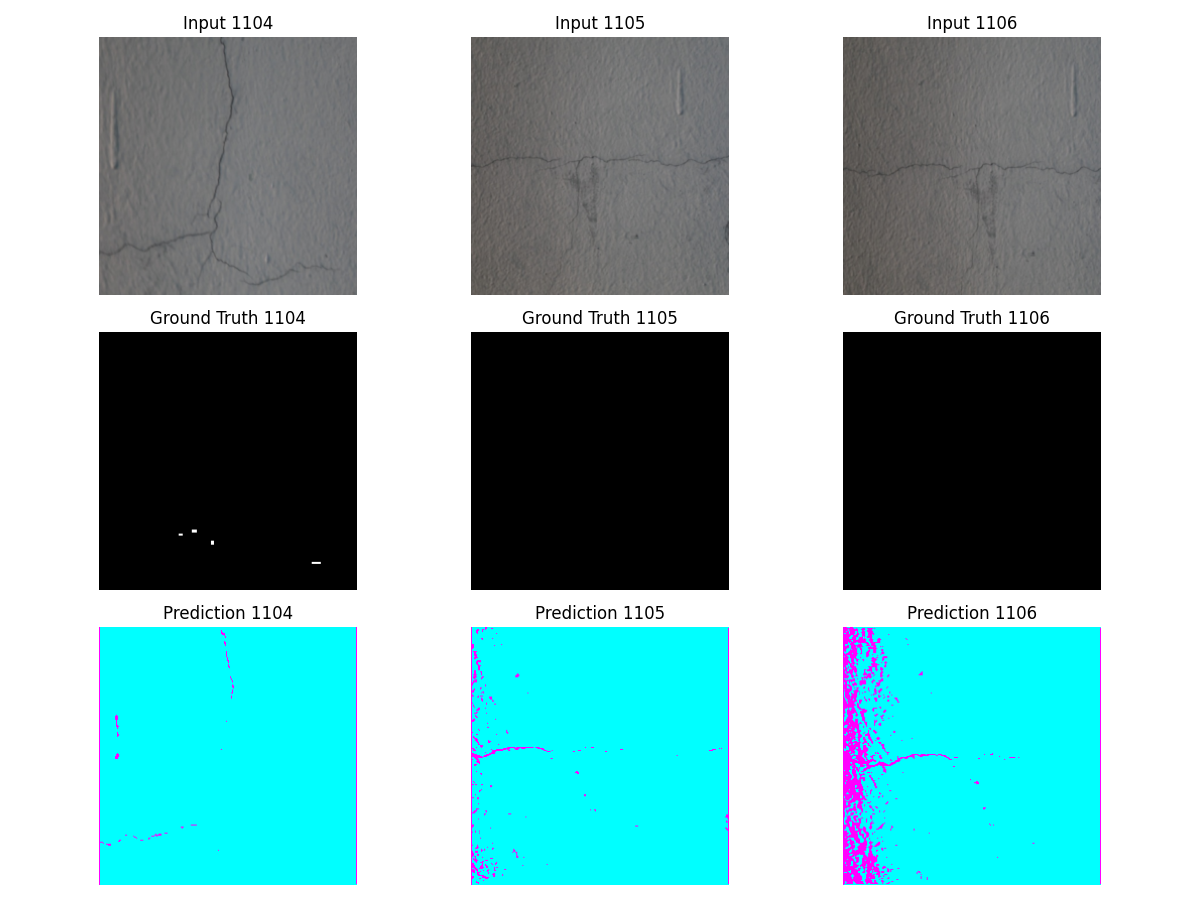 Input 1104
Input 1105
Input 1106
Ground Truth 1104
Ground Truth 1105
Ground Truth 1106
Prediction 1104
Prediction 1105
Prediction 1106